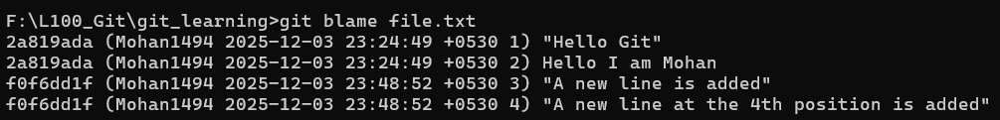 F:\L100_Git\git_learning>git blame file.txt
2a819ada (Mohan1494 2025-12-03 23:24:49 +0530 1) "Hello Git"
2a819ada (Mohan1494 2025-12-03 23:24:49 +0530 2) Hello I am Mohan
f0f6dd1f (Mohan1494 2025-12-03 23:48:52 +0530 3) "A new line is added"
f0f6dd1f (Mohan1494 2025-12-03 23:48:52 +0530 4) "A new line at the 4th position is added"